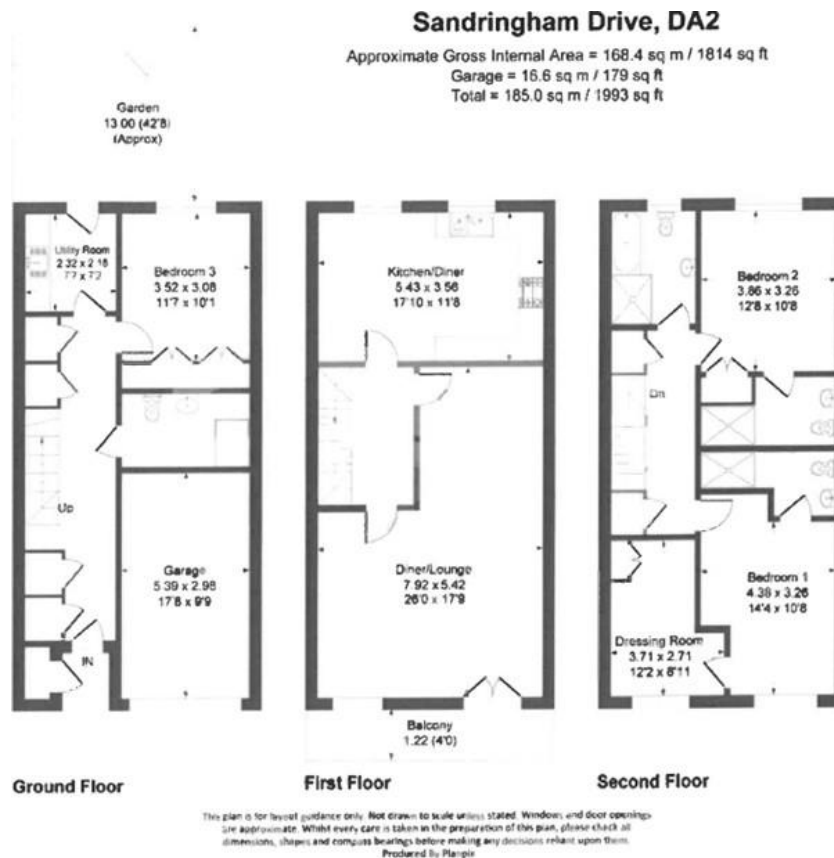 Sandringham Drive, DA2
Approximate Gross Internal Area = 168.4 sq m / 1814 sq ft
Garage = 16.6 sq m / 179 sq ft
Total = 185.0 sq m / 1993 sq ft
Garden
13.00 (42'8)
(Approx)
Utility Room
2.32 x 2.18
7'7 x 7'2
Bedroom 3
3.52 x 3.08
11'7 x 10'1
Up
Garage
5.39 x 2.98
17'8 x 9'9
IN
Ground Floor
Kitchen/Diner
5.43 x 3.56
17'10 x 11'8
Diner/Lounge
7.92 x 5.42
26'0 x 17'9
Balcony
1.22 (4'0)
First Floor
Bedroom 2
3.86 x 3.26
12'8 x 10'8
Dn
Bedroom 1
4.38 x 3.26
14'4 x 10'8
Dressing Room
3.71 x 2.71
12'2 x 8'11
Second Floor
This plan is for layout guidance only. Not drawn to scale unless stated. Windows and door openings
are approximate. Whilst every care is taken in the preparation of this plan, please check all
dimensions, shapes and compass bearings before making any decisions reliant upon them.
Produced By Planpix